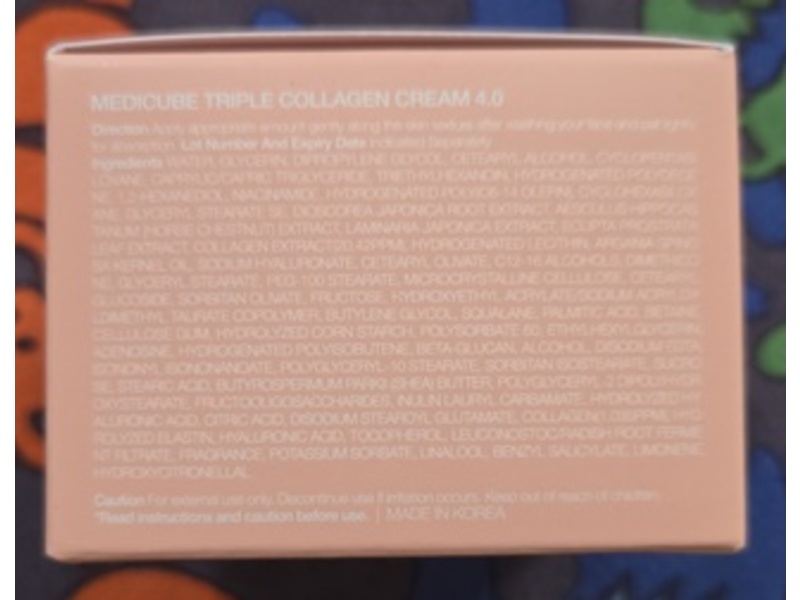 MEDICUBE TRIPLE COLLAGEN CREAM 4.0
Direction Apply appropriate amount gently along the skin texture after washing your face and pat lightly
for absorption. Lot Number And Expiry Date Indicated Separately
Ingredients WATER, GLYCERIN, DIPROPYLENE GLYCOL, CETEARYL ALCOHOL, CYCLOPENTASI
LOXANE, CAPRYLIC/CAPRIC TRIGLYCERIDE, TRIETHYLHEXANOIN, HYDROGENATED POLYDECE
NE, 1,2-HEXANEDIOL, NIACINAMIDE, HYDROGENATED POLY(C6-14 OLEFIN), CYCLOHEXASILOX
ANE, GLYCERYL STEARATE SE, DIOSCOREA JAPONICA ROOT EXTRACT, AESCULUS HIPPOCAS
TANUM (HORSE CHESTNUT) EXTRACT, LAMINARIA JAPONICA EXTRACT, ECLIPTA PROSTRATA
LEAF EXTRACT, COLLAGEN EXTRACT HYDROGENATED LECITHIN, ARGANIA SPINO
SA KERNEL OIL, SODIUM HYALURONATE, CETEARYL OLIVATE, C12-16 ALCOHOLS, DIMETHICO
NE, GLYCERYL STEARATE, PEG-100 STEARATE, MICROCRYSTALLINE CELLULOSE, CETEARYL
GLUCOSIDE, SORBITAN OLIVATE, FRUCTOSE, HYDROXYETHYL ACRYLATE/SODIUM ACRYLOY
LDIMETHYL TAURATE COPOLYMER, BUTYLENE GLYCOL, SQUALANE, PALMITIC ACID, BETAINE,
CELLULOSE GUM, HYDROLYZED CORN STARCH, POLYSORBATE 60, ETHYLHEXYLGLYCERIN,
ADENOSINE, HYDROGENATED POLYISOBUTENE, BETA-GLUCAN, ALCOHOL, DISODIUM EDTA,
ISONONYL ISONONANOATE, POLYGLYCERYL-10 STEARATE, SORBITAN ISOSTEARATE, SUCRO
SE, STEARIC ACID, BUTYROSPERMUM PARKII (SHEA) BUTTER, POLYGLYCERYL-2 DIPOLYHYDR
OXYSTEARATE, FRUCTOOLIGOSACCHARIDES, INULIN LAURYL CARBAMATE, HYDROLYZED HY
ALURONIC ACID, CITRIC ACID, DISODIUM STEAROYL GLUTAMATE, HYD
ROLYZED ELASTIN, HYALURONIC ACID, TOCOPHEROL, LEUCONOSTOC/RADISH ROOT FERME
NT FILTRATE, FRAGRANCE, POTASSIUM SORBATE, LINALOOL, BENZYL SALICYLATE, LIMONENE,
HYDROXYCITRONELLAL
Caution For external use only. Discontinue use if irritation occurs. Keep out of reach of children.
*Read instructions and caution before use. | MADE IN KOREA